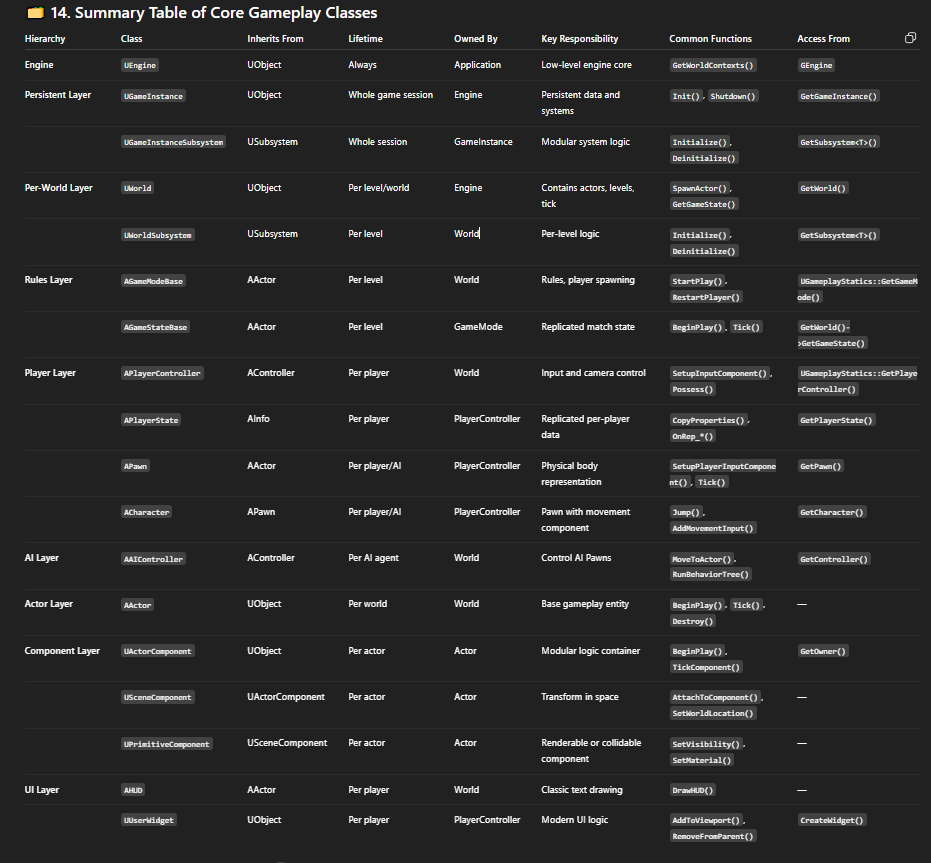 14. Summary Table of Core Gameplay Classes
Hierarchy Class Inherits From Lifetime Owned By Key Responsibility Common Functions Access From
Engine UEngine UObject Always Application Low-level engine core GetWorldContexts() GEngine
Persistent Layer UGameInstance UObject Whole game session Engine Persistent data and Init(), Shutdown() GetGameInstance()
systems
UGameInstanceSubsystem USubsystem Whole session GameInstance Modular system logic Initialize(), GetSubsystem<T>()
Deinitialize()
Per-World Layer UWorld UObject Per level/world Engine Contains actors, levels, SpawnActor(), GetWorld()
tick GetGameState()
UWorldSubsystem USubsystem Per level World Per-level logic Initialize(), GetSubsystem<T>()
Deinitialize()
Rules Layer AGameModeBase AActor Per level World Rules, player spawning StartPlay(), UGameplayStatics::GetGameM
RestartPlayer() ode()
AGameStateBase AActor Per level GameMode Replicated match state BeginPlay(), Tick() GetWorld()-
>GetGameState()
Player Layer APlayerController AController Per player World Input and camera control SetupInputComponent(), UGameplayStatics::GetPlaye
Possess() rController()
APlayerState AInfo Per player PlayerController Replicated per-player CopyProperties(), GetPlayerState()
data OnRep_*()
APawn AActor Per player/AI PlayerController Physical body SetupPlayerInputCompone GetPawn()
representation nt(), Tick()
ACharacter APawn Per player/AI PlayerController Pawn with movement Jump(), GetCharacter()
component AddMovementInput()
AI Layer AAIController AController Per AI agent World Control AI Pawns MoveToActor(), GetController()
RunBehaviorTree()
Actor Layer AActor UObject Per world World Base gameplay entity BeginPlay(), Tick(), —
Destroy()
Component Layer UActorComponent UObject Per actor Actor Modular logic container BeginPlay(), GetOwner()
TickComponent()
USceneComponent UActorComponent Per actor Actor Transform in space AttachToComponent(), —
SetWorldLocation()
UPrimitiveComponent USceneComponent Per actor Actor Renderable or collidable SetVisibility(), —
component SetMaterial()
UI Layer AHUD AActor Per player World Classic text drawing DrawHUD() —
UUserWidget UObject Per player PlayerController Modern UI logic AddToViewport(), CreateWidget()
RemoveFromParent()